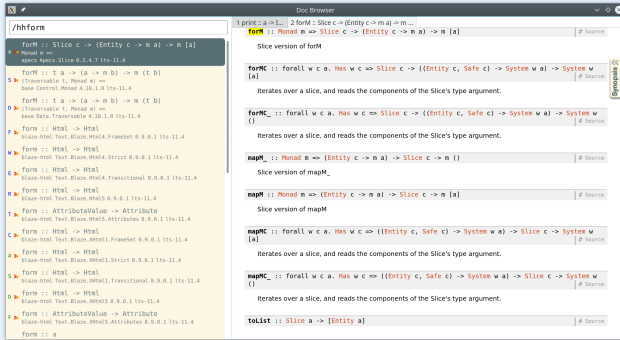 Doc Browser
/hhform
1 print :: a -> I...
2 forM :: Slice c -> (Entity c -> m a) -> m ...
A
forM :: Slice c -> (Entity c -> m a) -> m [a]
Monad m =>
apecs Apecs.Slice 0.2.4.7 lts-11.4
S
forM :: t a -> (a -> m b) -> m (t b)
(Traversable t, Monad m) =>
base Control.Monad 4.10.1.0 lts-11.4
D
forM :: t a -> (a -> m b) -> m (t b)
(Traversable t, Monad m) =>
base Data.Traversable 4.10.1.0 lts-11.4
F
form :: Html -> Html
blaze-html Text.Blaze.Html4.FrameSet 0.9.0.1 lts-11.4
W
form :: Html -> Html
blaze-html Text.Blaze.Html4.Strict 0.9.0.1 lts-11.4
E
form :: Html -> Html
blaze-html Text.Blaze.Html4.Transitional 0.9.0.1 lts-11.4
R
form :: Html -> Html
blaze-html Text.Blaze.Html5 0.9.0.1 lts-11.4
T
form :: AttributeValue -> Attribute
blaze-html Text.Blaze.Html5.Attributes 0.9.0.1 lts-11.4
C
form :: Html -> Html
blaze-html Text.Blaze.XHtml1.FrameSet 0.9.0.1 lts-11.4
A
form :: Html -> Html
blaze-html Text.Blaze.XHtml1.Strict 0.9.0.1 lts-11.4
S
form :: Html -> Html
blaze-html Text.Blaze.XHtml1.Transitional 0.9.0.1 lts-11.4
D
form :: Html -> Html
blaze-html Text.Blaze.XHtml5 0.9.0.1 lts-11.4
F
form :: AttributeValue -> Attribute
blaze-html Text.Blaze.XHtml5.Attributes 0.9.0.1 lts-11.4
form :: a
forM :: Monad m => Slice c -> (Entity c -> m a) -> m [a]
# Source
Slice version of forM
forMC :: forall w c a. Has w c => Slice c -> ((Entity c, Safe c) -> System w a) -> System w
[a]
# Source
Iterates over a slice, and reads the components of the Slice's type argument.
forMC_ :: forall w c a. Has w c => Slice c -> ((Entity c, Safe c) -> System w a) -> System w
()
# Source
Iterates over a slice, and reads the components of the Slice's type argument.
mapM_ :: Monad m => (Entity c -> m a) -> Slice c -> m ()
# Source
Slice version of mapM_
mapM :: Monad m => (Entity c -> m a) -> Slice c -> m [a]
# Source
Slice version of mapM
mapMC :: forall w c a. Has w c => ((Entity c, Safe c) -> System w a) -> Slice c -> System w
[a]
# Source
Iterates over a slice, and reads the components of the Slice's type argument.
mapMC_ :: forall w c a. Has w c => ((Entity c, Safe c) -> System w a) -> Slice c -> System w
()
# Source
Iterates over a slice, and reads the components of the Slice's type argument.
toList :: Slice a -> [Entity a]
# Source
Synopsis